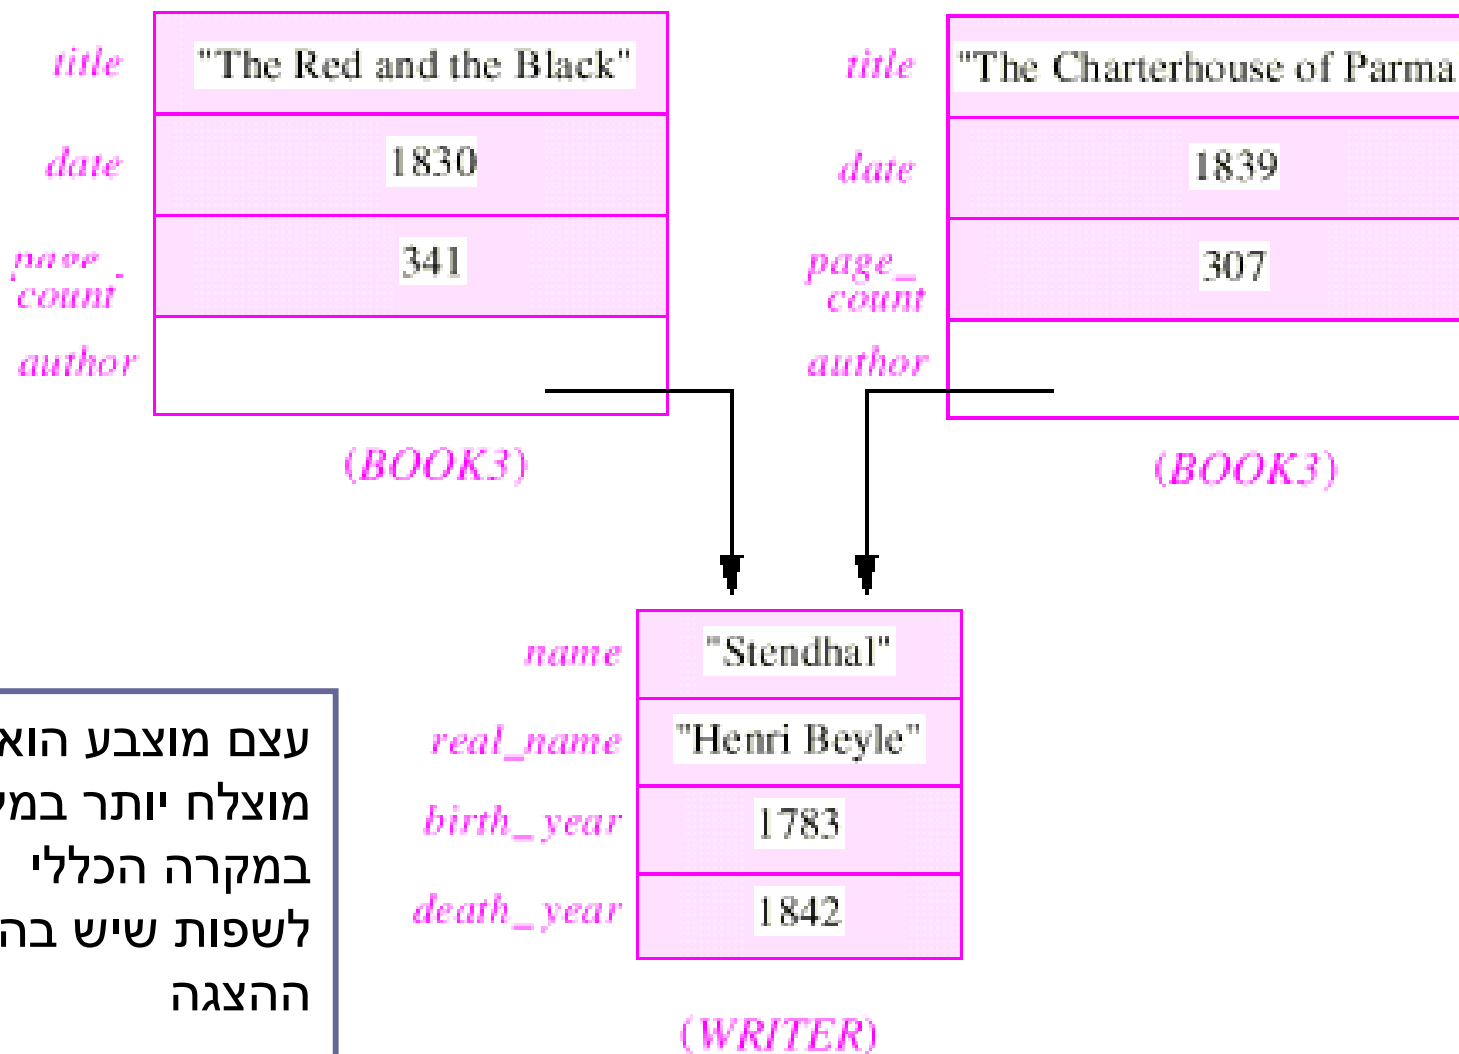 title "The Red and the Black"
date 1830
page_
count 341
author
(BOOK3)
title "The Charterhouse of Parma
date 1839
page_
count 307
author
(BOOK3)
name "Stendhal"
real_name "Henri Beyle"
birth_year 1783
death_year 1842
(WRITER)
עצם מוצבע הוא
מוצלח יותר
במקרה הכללי
לשפות שיש
ההצגה